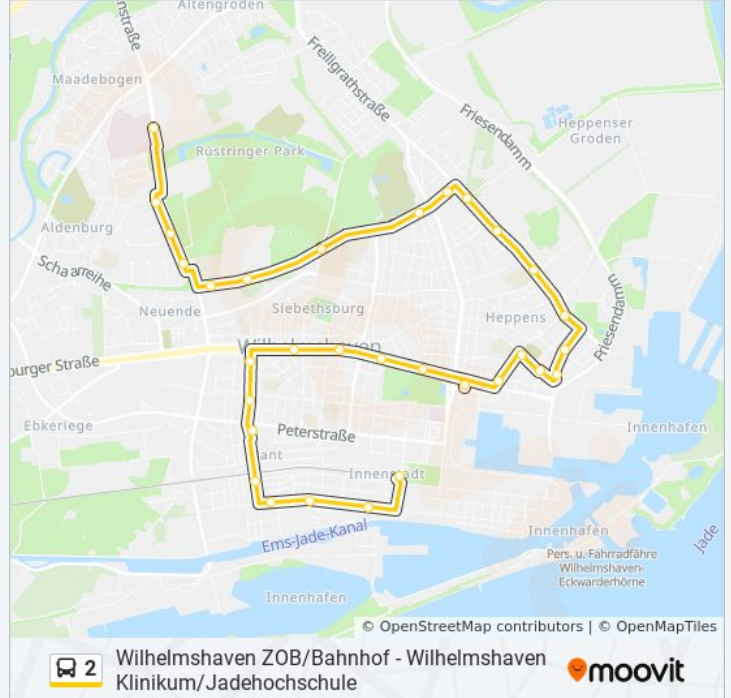 Altengroden
nstraße
Freiligrathstraße
Maadebogen
Friesendamm
Heppenser
Groden
Rüstringer Park
Aldenburg
Schaarreihe
Neuende
Siebethsburg
Heppens
Friesendamm
Wilhelmshaven
burger Straße
Ebkeriege
Peterstraße
Innenhafen
ant
Innenstadt
Ems-Jade-Kanal
Innenhafen
Jade
Pers. u. Fahrradfähre
Wilhelmshaven-
Eckwarderhörne
Innenhafen
© OpenStreetMap contributors | © OpenMapTiles
2
Wilhelmshaven ZOB/Bahnhof - Wilhelmshaven
Klinikum/Jadehochschule
moovit